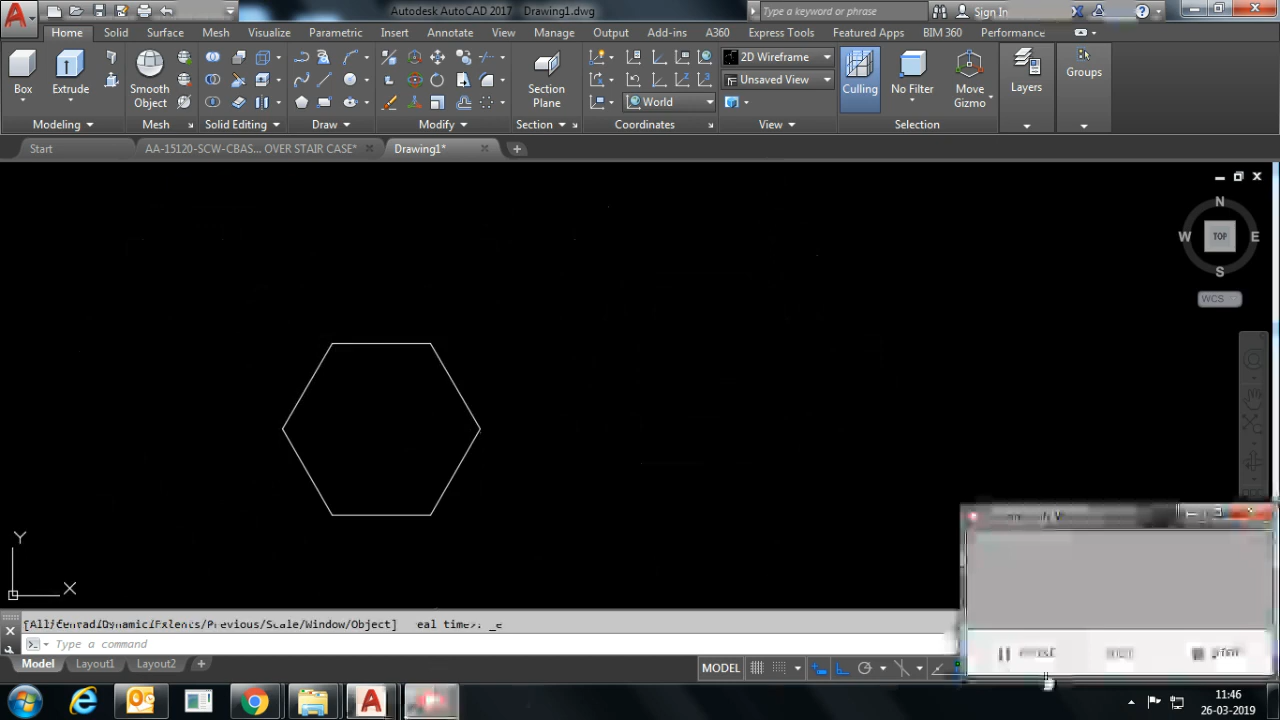 Autodesk AutoCAD 2017 Drawing1.dwg
Type a keyword or phrase
Sign In
Home Solid Surface Mesh Visualize Parametric Insert Annotate View Manage Output Add-ins A360 Express Tools Featured Apps BIM 360 Performance
2D Wireframe
Unsaved View
World
Box Extrude Smooth Object Section Plane Culling No Filter Move Gizmo Layers Groups
Modeling Mesh Solid Editing Draw Modify Section Coordinates View Selection
Start AA-15120-SCW-CBAS... OVER STAIR CASE* Drawing1*
N
W TOP E
S
WCS
Y
X
Type a command
Model Layout1 Layout2
MODEL
11:46
26-03-2019